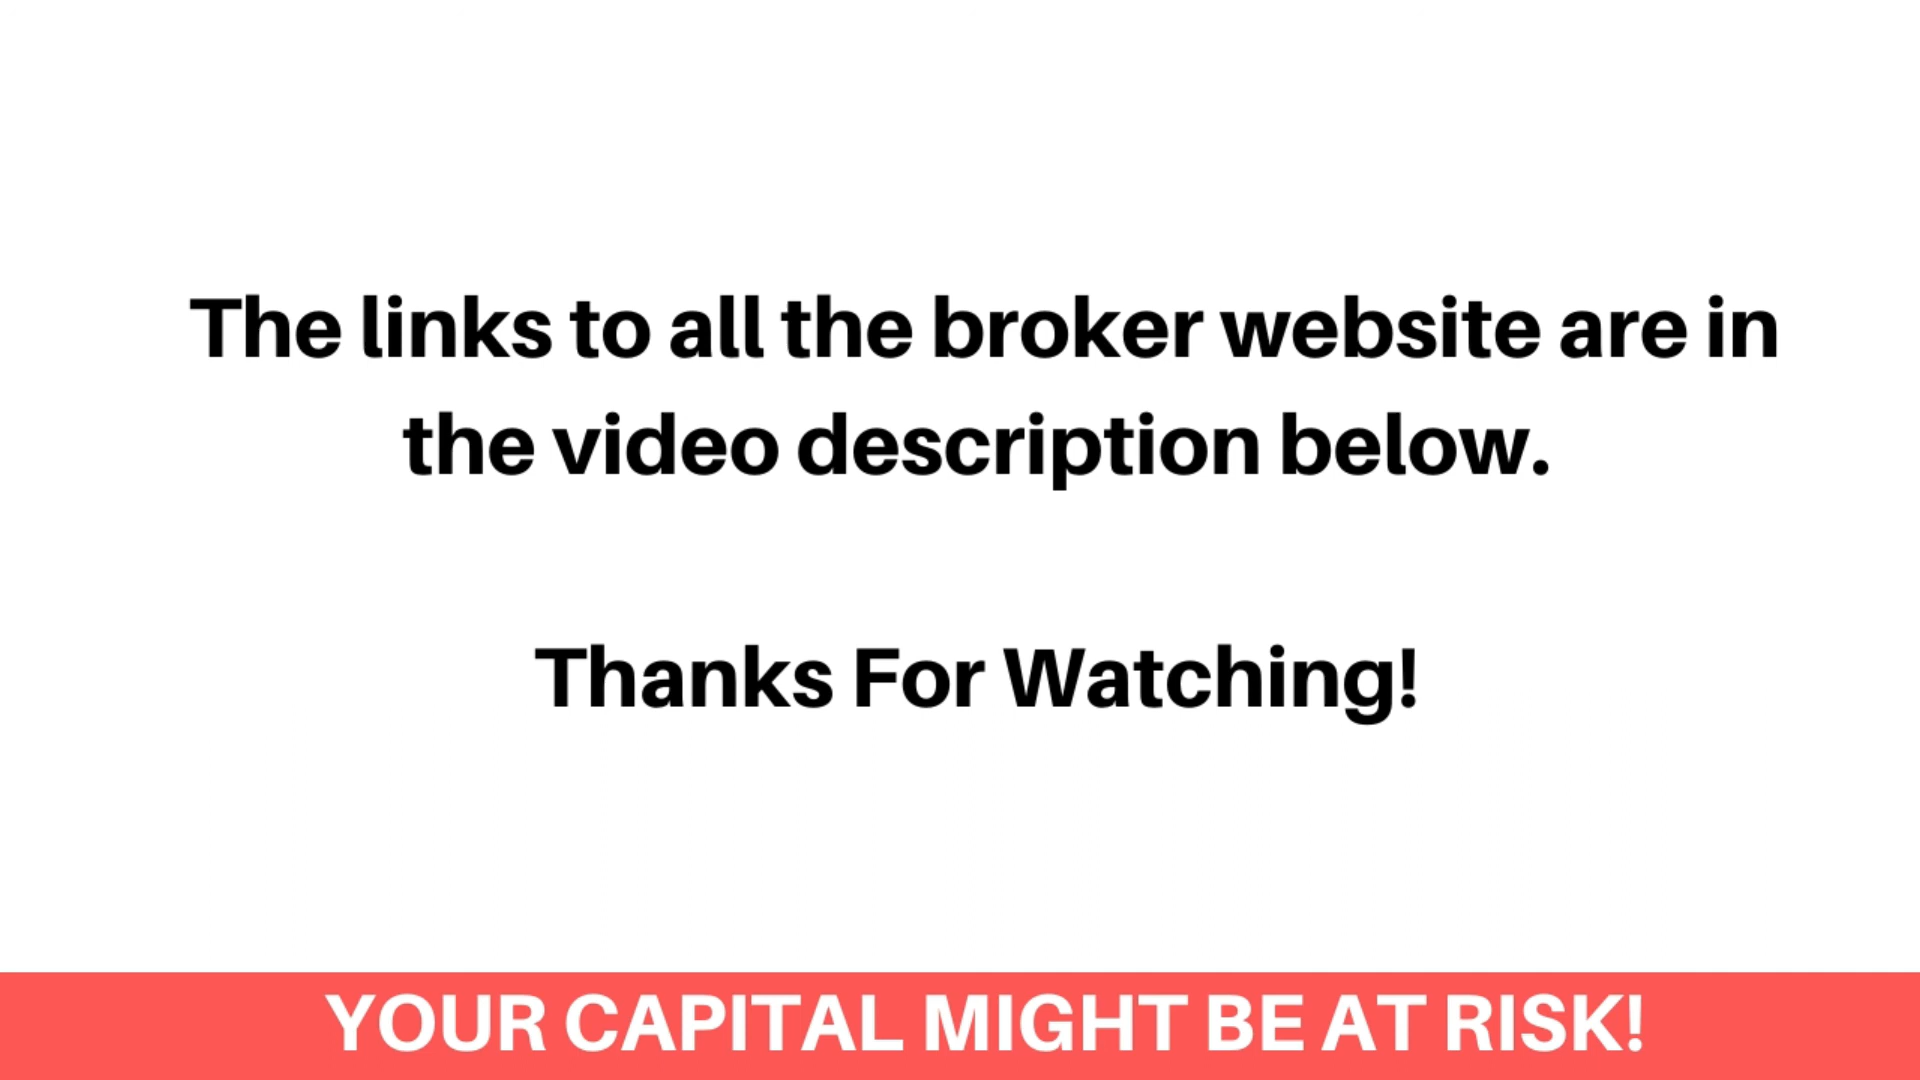 The links to all the broker website are in
the video description below.
Thanks For Watching!
YOUR CAPITAL MIGHT BE AT RISK!